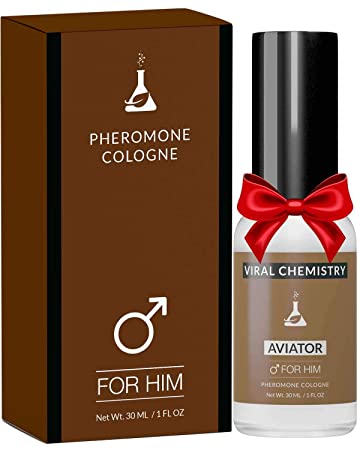 PHEROMONE
COLOGNE
FOR HIM
Net Wt. 30 ML / 1 FL OZ
VIRAL CHEMISTRY
AVIATOR
♂ FOR HIM
PHEROMONE COLOGNE
Net Wt. 30 ML / 1 FL OZ